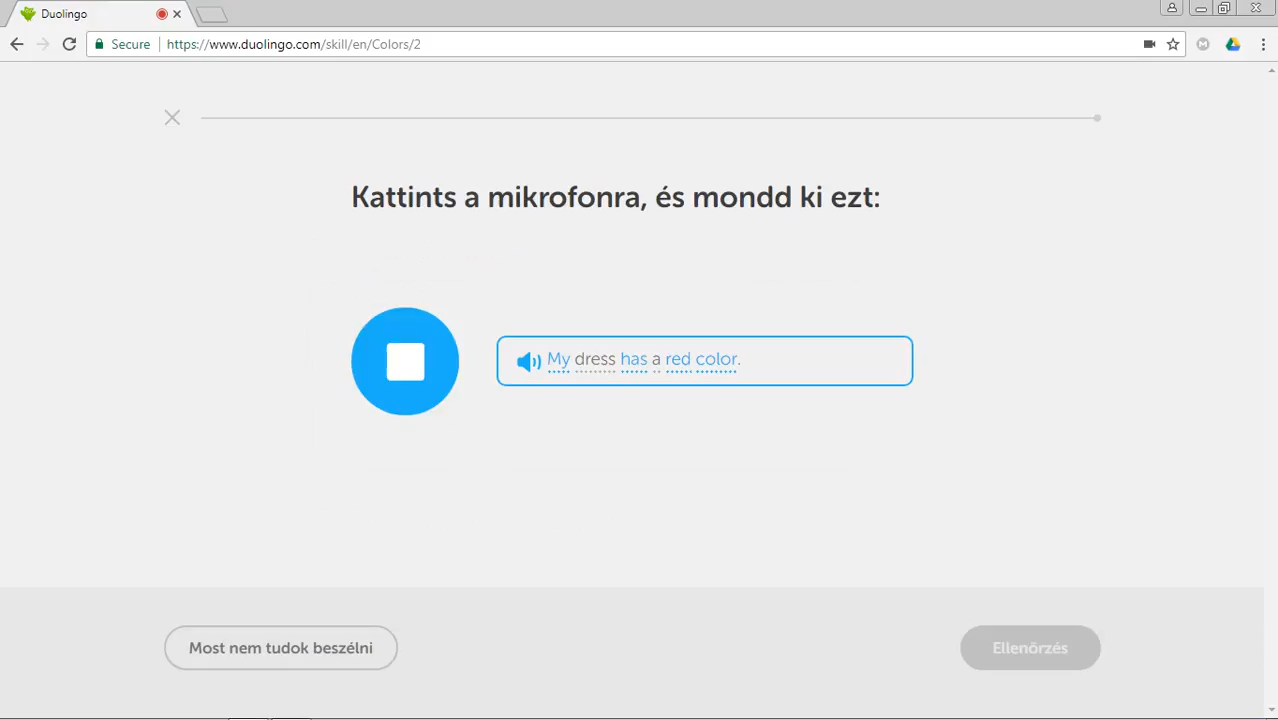 Duolingo
Secure https://www.duolingo.com/skill/en/Colors/2
Kattints a mikrofonra, és mondd ki ezt:
My dress has a red color.
Most nem tudok beszélni
Ellenőrzés